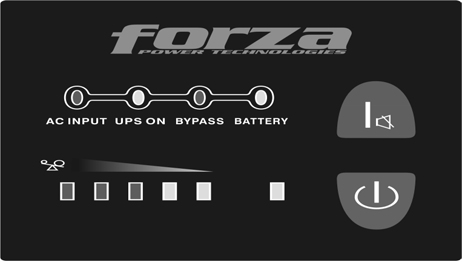 forza
POWER TECHNOLOGIES
AC INPUT UPS ON BYPASS BATTERY